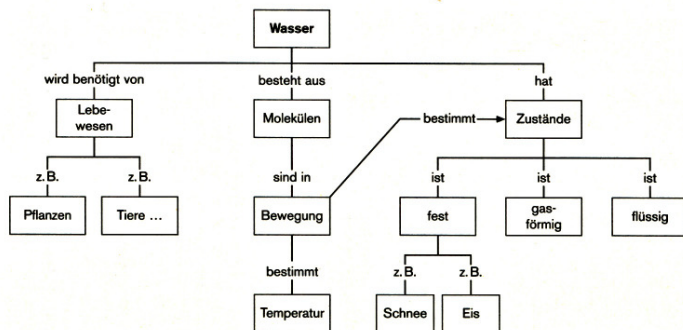 Wasser
wird benötigt von
besteht aus
hat
Lebe-
wesen
Molekülen
bestimmt
Zustände
z. B.
z. B.
sind in
ist
ist
ist
Pflanzen
Tiere ...
Bewegung
fest
gas-
förmig
flüssig
bestimmt
z. B.
z. B.
Temperatur
Schnee
Eis